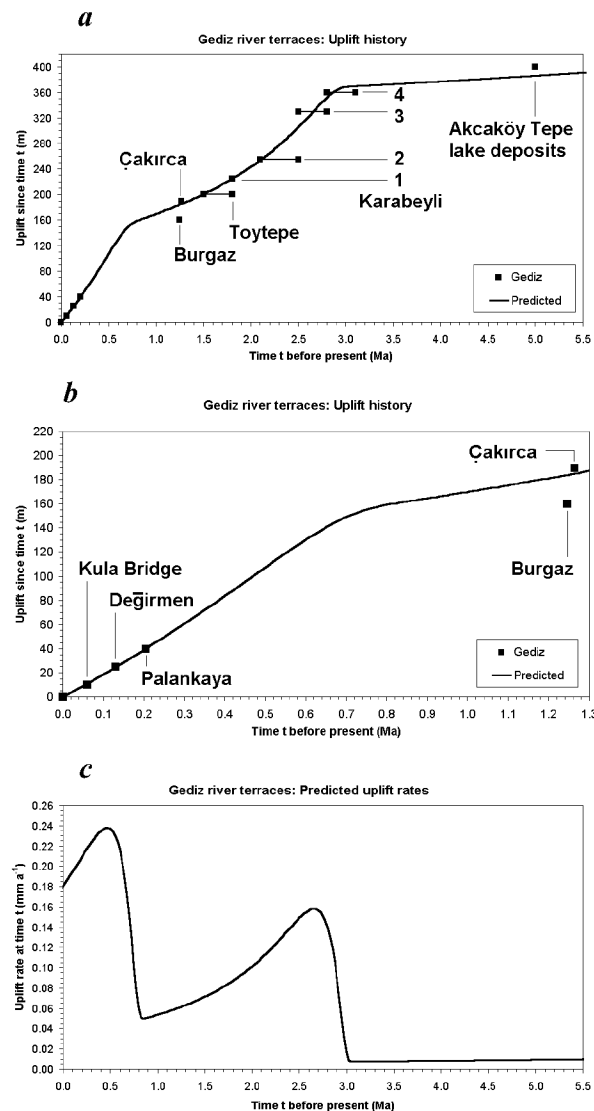 a
Gediz river terraces: Uplift history
Uplift since time t (m)
400
360
320
280
240
200
160
120
80
40
0
4
3
2
1
Karabeyli
Akcaköy Tepe
lake deposits
Çakırca
Toytepe
Burgaz
Gediz
Predicted
0.0 0.5 1.0 1.5 2.0 2.5 3.0 3.5 4.0 4.5 5.0 5.5
Time t before present (Ma)
b
Gediz river terraces: Uplift history
Uplift since time t (m)
220
200
180
160
140
120
100
80
60
40
20
0
Çakırca
Burgaz
Kula Bridge
Değirmen
Palankaya
Gediz
Predicted
0.0 0.1 0.2 0.3 0.4 0.5 0.6 0.7 0.8 0.9 1.0 1.1 1.2 1.3
Time t before present (Ma)
c
Gediz river terraces: Predicted uplift rates
Uplift rate at time t (mm a⁻¹)
0.26
0.24
0.22
0.20
0.18
0.16
0.14
0.12
0.10
0.08
0.06
0.04
0.02
0.00
0.0 0.5 1.0 1.5 2.0 2.5 3.0 3.5 4.0 4.5 5.0 5.5
Time t before present (Ma)